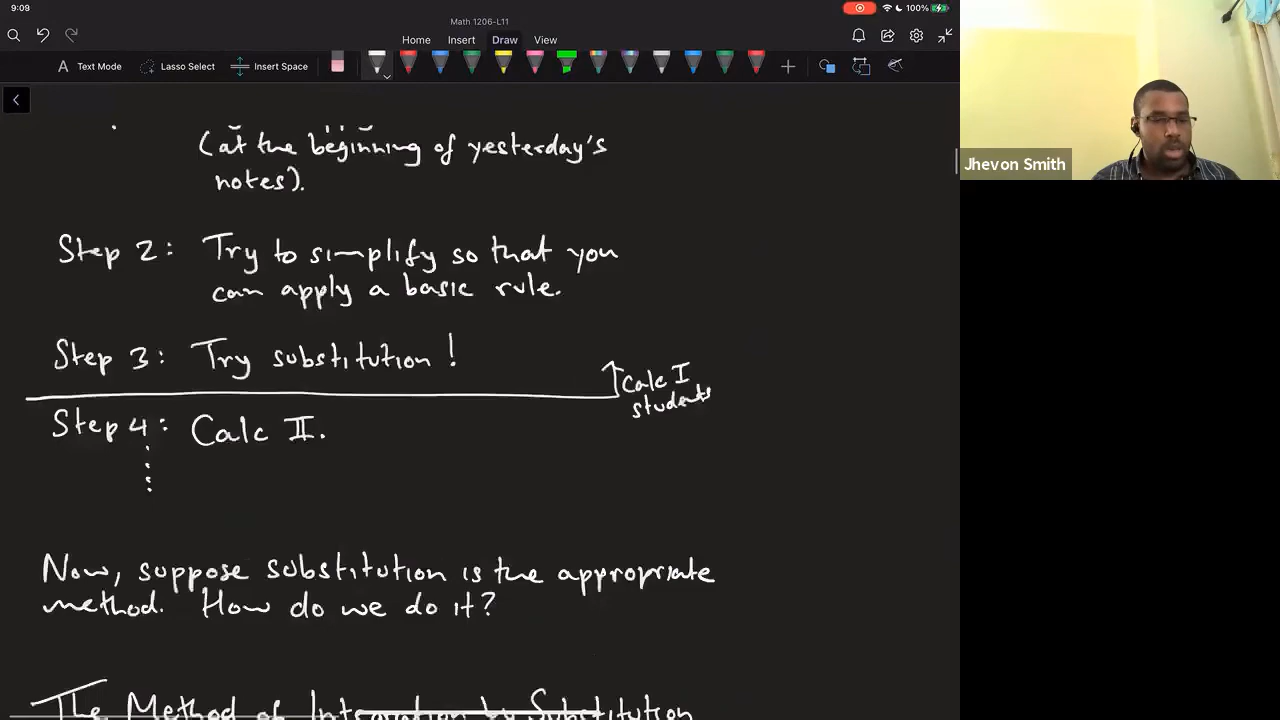 9:09
100%
Math 1206-L11
Home Insert Draw View
Text Mode Lasso Select Insert Space
(at the beginning of yesterday's
notes).
Step 2: Try to simplify so that you
can apply a basic rule.
Step 3: Try substitution!
Calc I
students
Step 4: Calc II.
Now, suppose substitution is the appropriate
method. How do we do it?
The Method of Integration by Substitution
Jhevon Smith